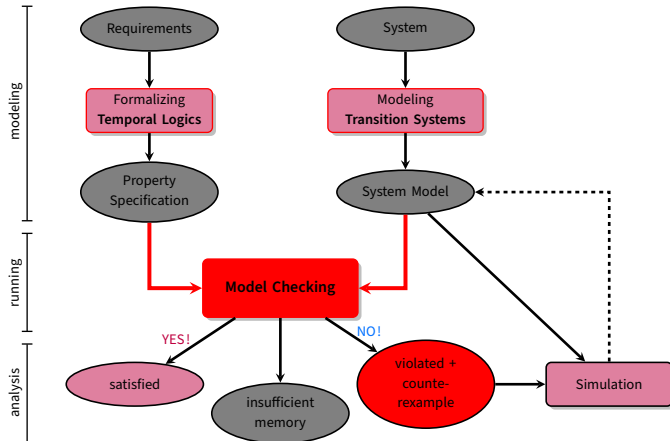 Requirements
System
modeling
Formalizing
Temporal Logics
Modeling
Transition Systems
Property
Specification
System Model
running
Model Checking
YES!
NO!
analysis
satisfied
insufficient
memory
violated +
counte-
rexample
Simulation